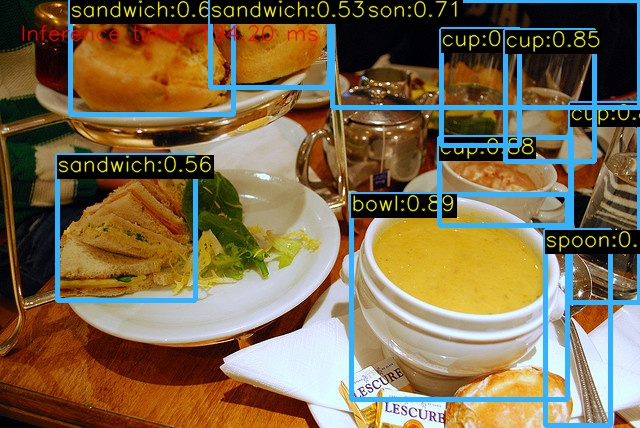 sandwich:0.6
sandwich:0.53
son:0.71
Inference time:
.20 ms
cup:0
cup:0.85
cup:0.
cup:0.88
sandwich:0.56
bowl:0.89
spoon:0.
LESCURE
LESCURE